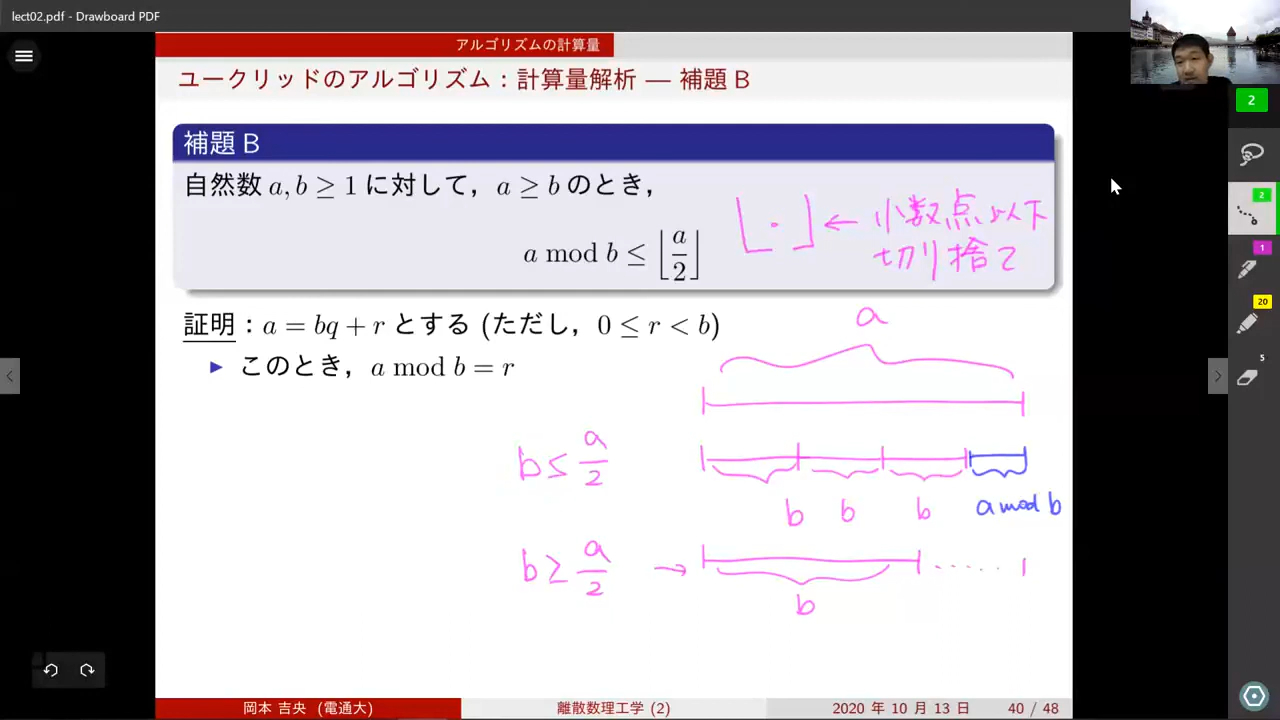 lect02.pdf - Drawboard PDF
アルゴリズムの計算量
ユークリッドのアルゴリズム：計算量解析 — 補題 B
補題 B
自然数 a, b ≥ 1 に対して，a ≥ b のとき，
a mod b ≤ ⌊a/2⌋
⌊・⌋ ← 小数点以下
切り捨て
証明：a = bq + r とする (ただし，0 ≤ r < b)
▶ このとき，a mod b = r
a
b ≤ a/2
b b b a mod b
b ≥ a/2 →
b
岡本 吉央 (電通大) 離散数理工学 (2) 2020 年 10 月 13 日 40 / 48
2
2
1
20
5